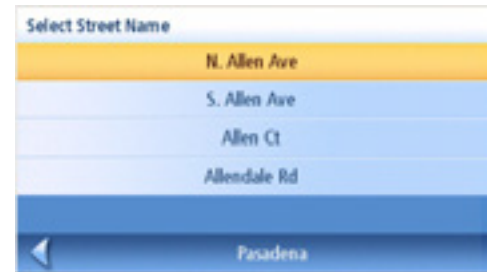 Select Street Name
N. Allen Ave
S. Allen Ave
Allen Ct
Allendale Rd
Pasadena